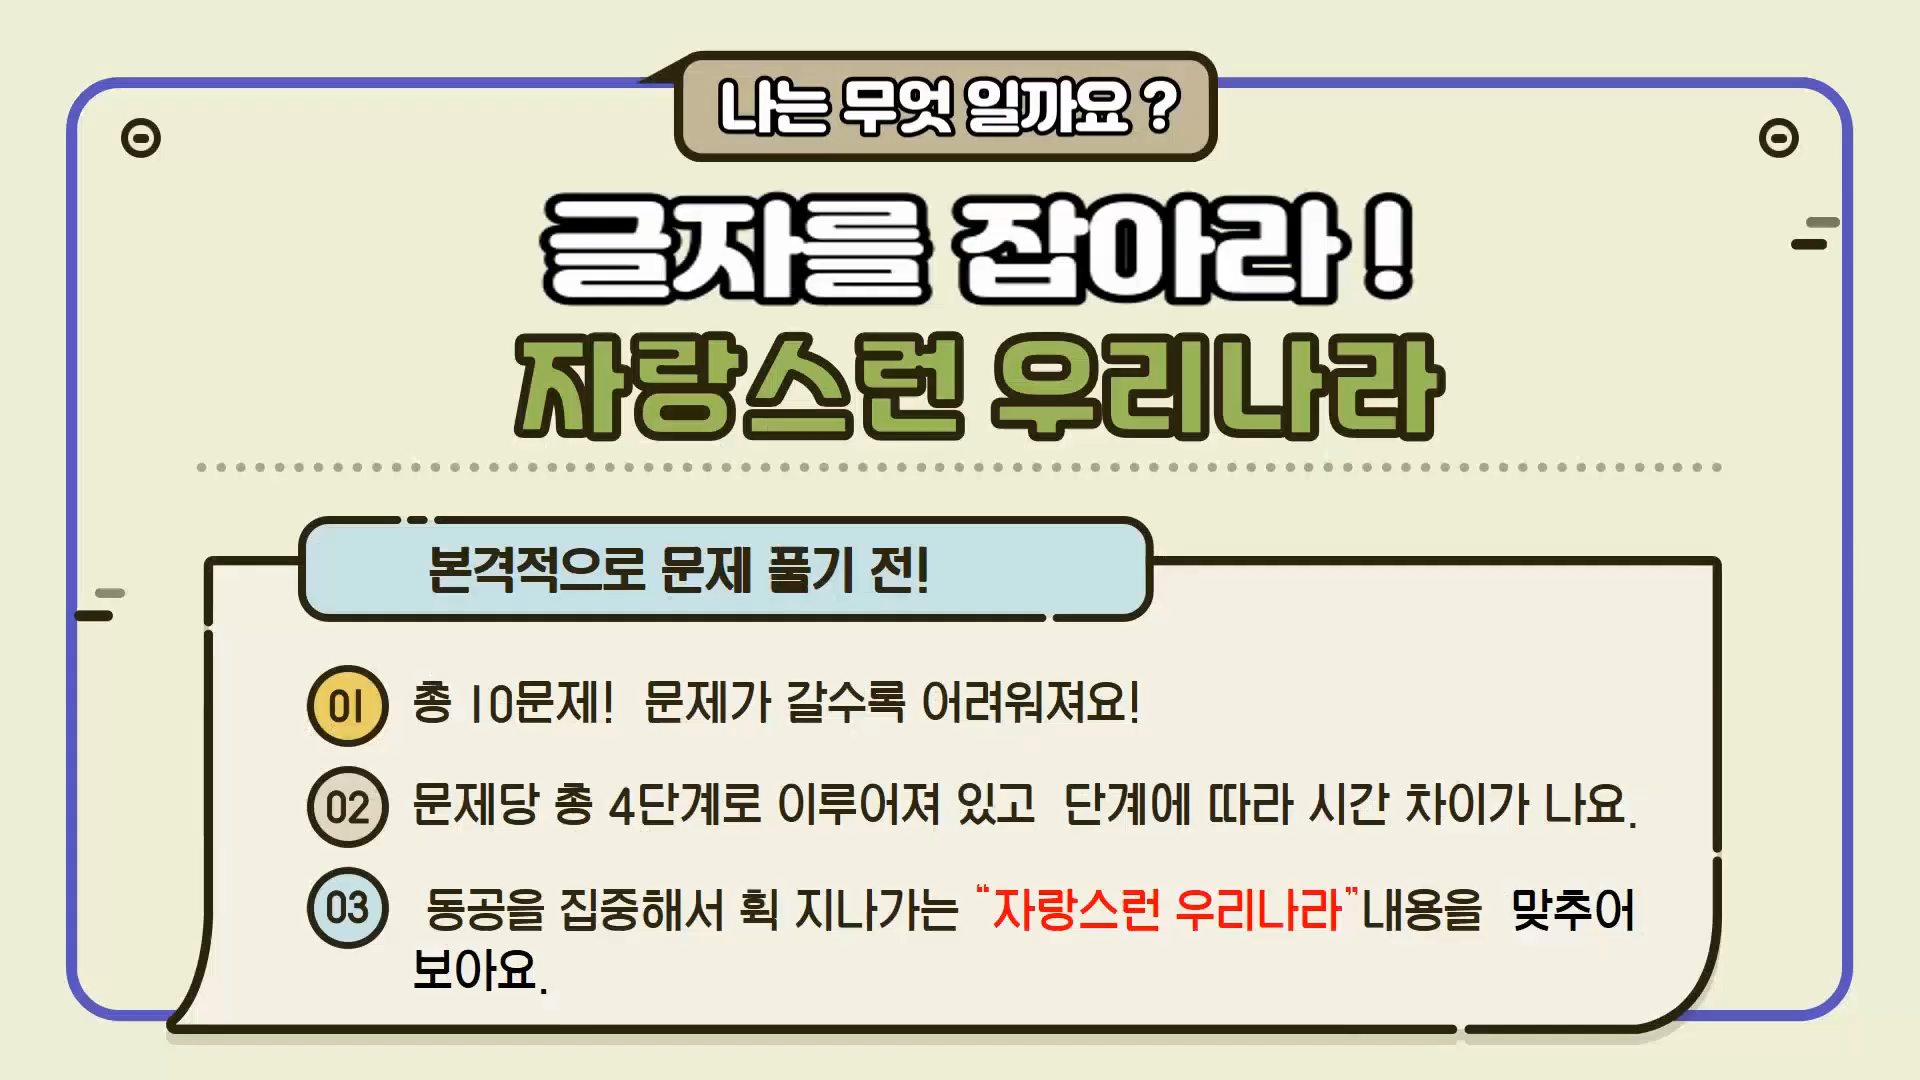 나는 무엇 일까요 ?
글자를 잡아라 !
자랑스런 우리나라
본격적으로 문제 풀기 전!
01 총 10문제! 문제가 갈수록 어려워져요!
02 문제당 총 4단계로 이루어져 있고 단계에 따라 시간 차이가 나요.
03 동공을 집중해서 휙 지나가는 “자랑스런 우리나라”내용을 맞추어
보아요.